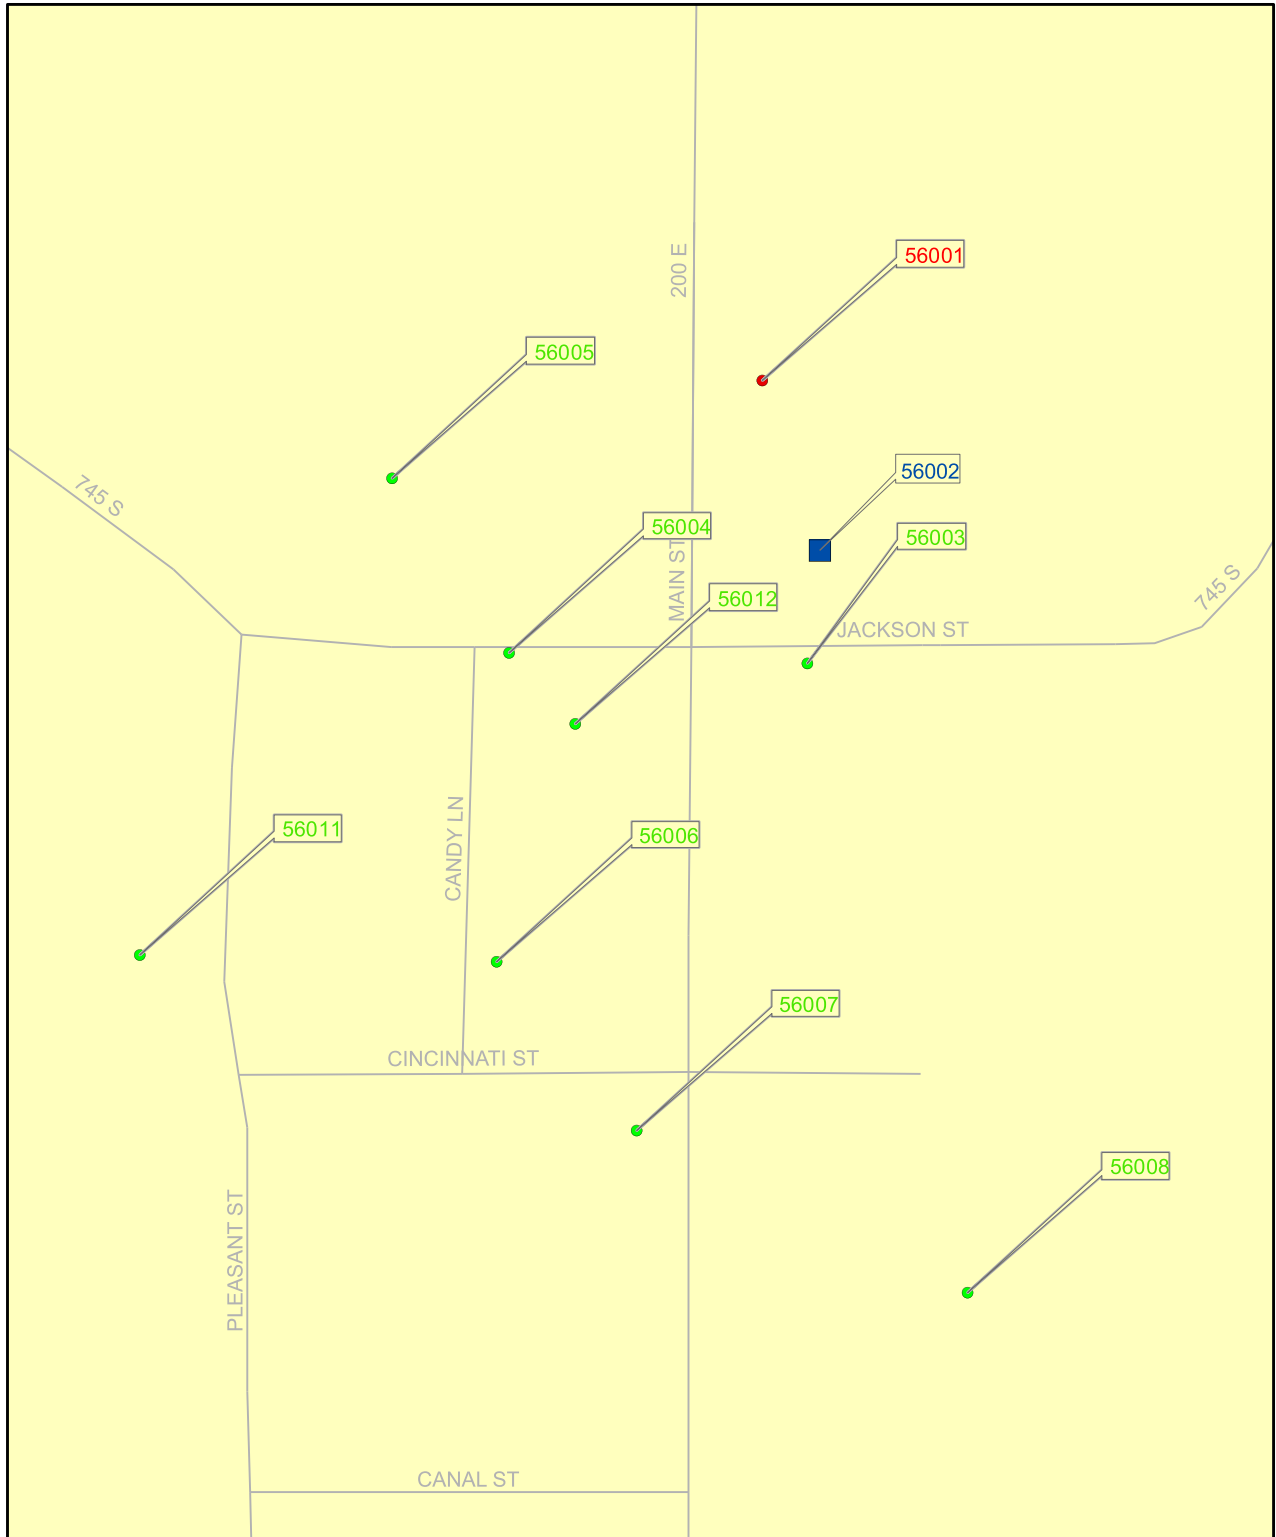 200 E
56001
56005
56002
745 S
56004
56003
MAIN ST
745 S
56012
JACKSON ST
56011
CANDY LN
56006
56007
CINCINNATI ST
56008
PLEASANT ST
CANAL ST